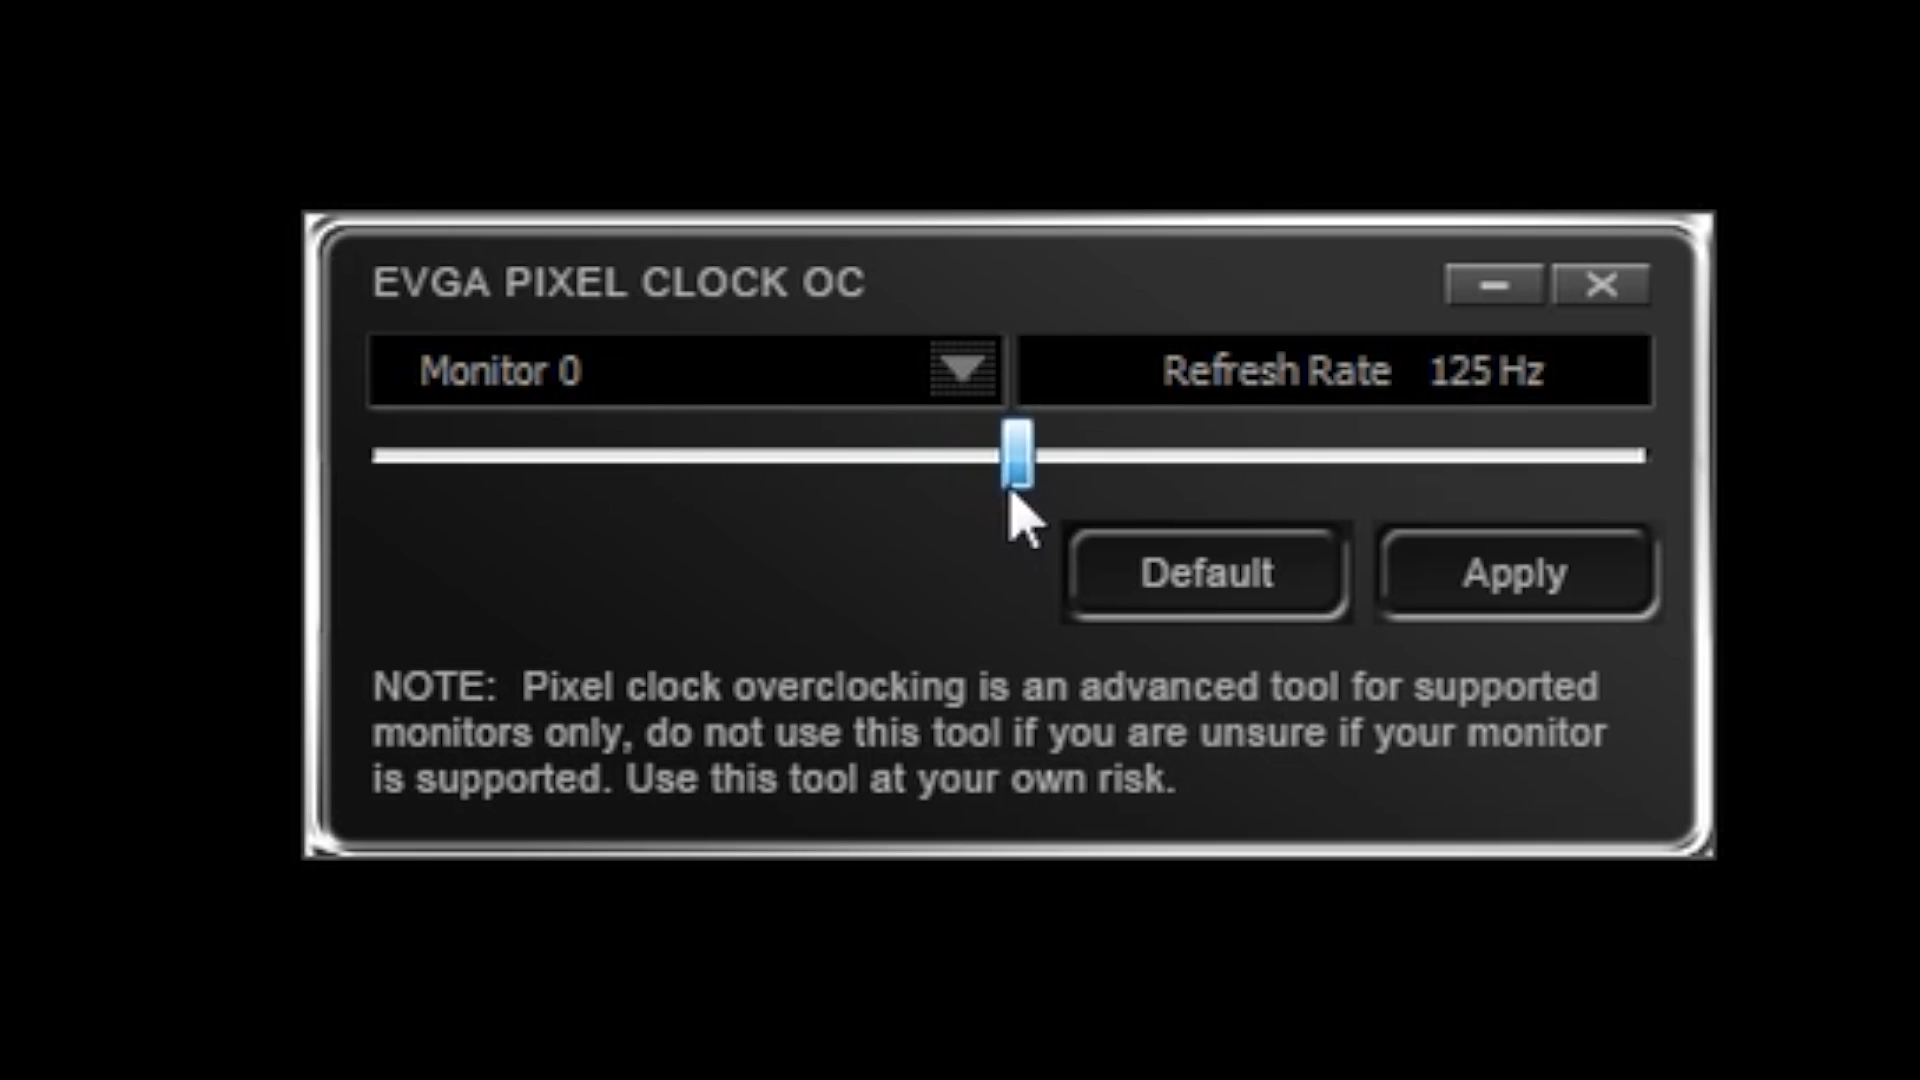 EVGA PIXEL CLOCK OC
Monitor 0
Refresh Rate 125 Hz
Default
Apply
NOTE: Pixel clock overclocking is an advanced tool for supported
monitors only, do not use this tool if you are unsure if your monitor
is supported. Use this tool at your own risk.